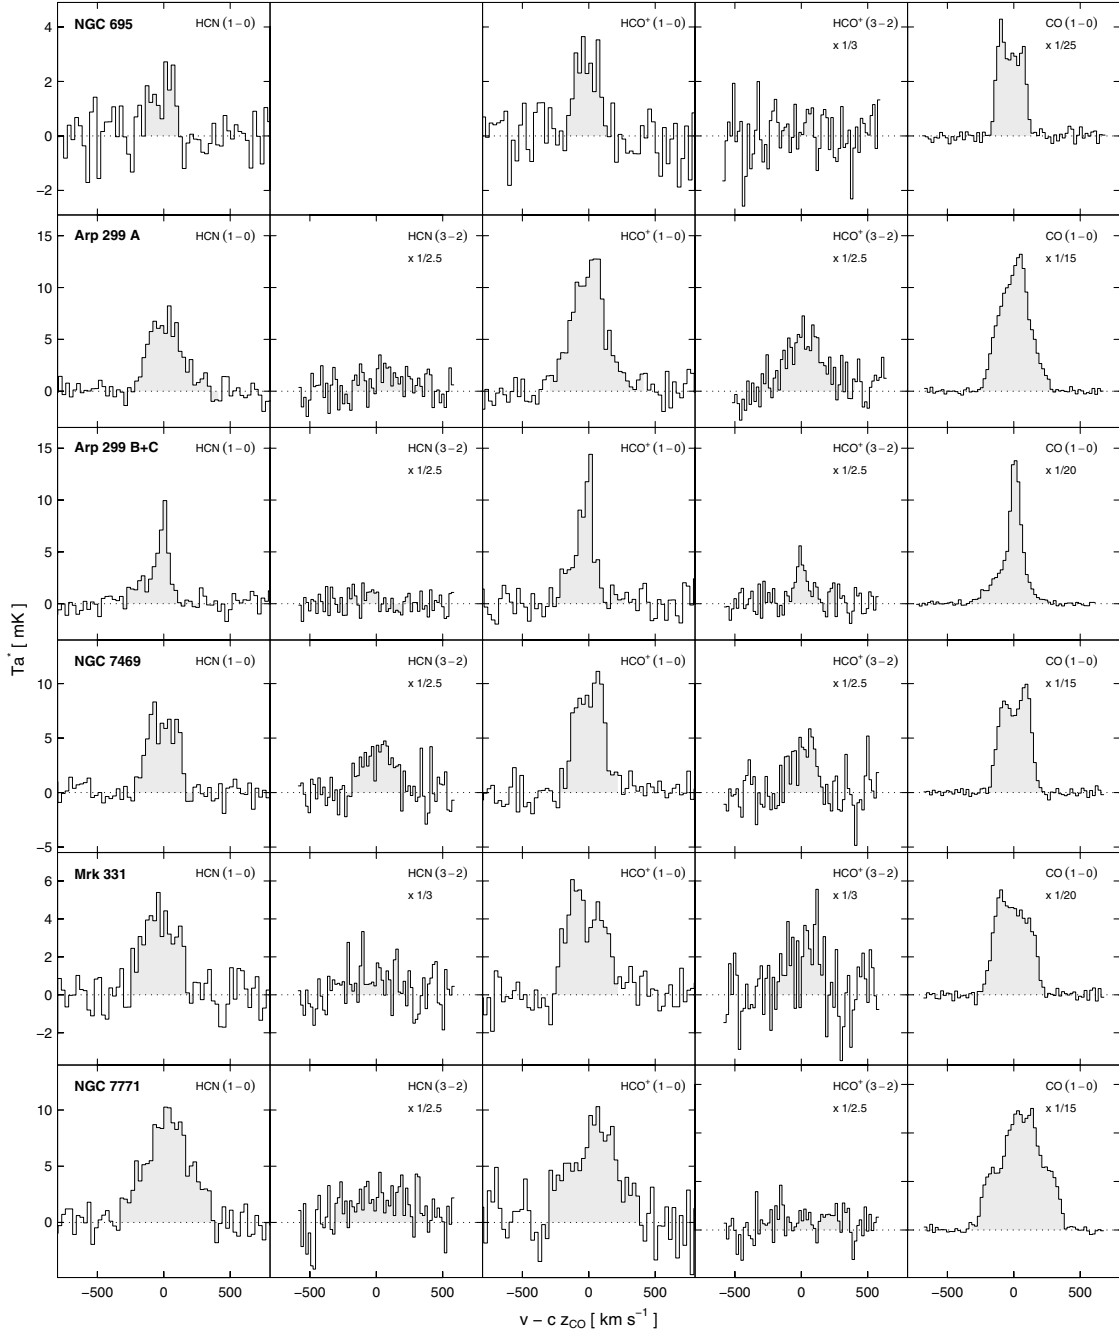 NGC 695 HCN (1−0) HCO⁺ (1−0) HCO⁺ (3−2) CO (1−0)
x 1/3 x 1/25
4
2
0
−2
Arp 299 A HCN (1−0) HCN (3−2) HCO⁺ (1−0) HCO⁺ (3−2) CO (1−0)
x 1/2.5 x 1/2.5 x 1/15
15
10
5
0
Arp 299 B+C HCN (1−0) HCN (3−2) HCO⁺ (1−0) HCO⁺ (3−2) CO (1−0)
x 1/2.5 x 1/2.5 x 1/20
15
10
5
0
Ta* [ mK ]
NGC 7469 HCN (1−0) HCN (3−2) HCO⁺ (1−0) HCO⁺ (3−2) CO (1−0)
x 1/2.5 x 1/2.5 x 1/15
10
5
0
−5
Mrk 331 HCN (1−0) HCN (3−2) HCO⁺ (1−0) HCO⁺ (3−2) CO (1−0)
x 1/3 x 1/3 x 1/20
6
4
2
0
−2
NGC 7771 HCN (1−0) HCN (3−2) HCO⁺ (1−0) HCO⁺ (3−2) CO (1−0)
x 1/2.5 x 1/2.5 x 1/15
10
5
0
−500 0 500 −500 0 500 −500 0 500 −500 0 500 −500 0 500
v − c z_CO [ km s⁻¹ ]